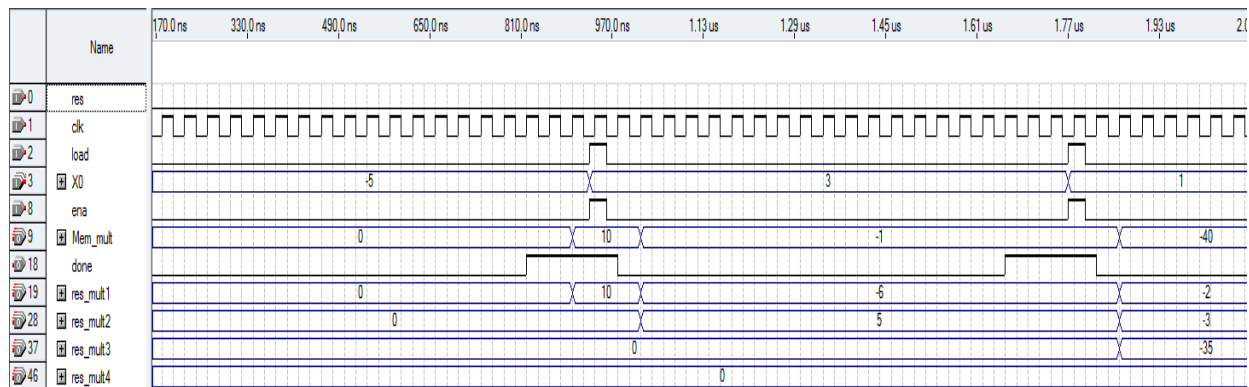 170.0 ns 330.0 ns 490.0 ns 650.0 ns 810.0 ns 970.0 ns 1.13 us 1.29 us 1.45 us 1.61 us 1.77 us 1.93 us 2.0
Name
0 res
1 clk
2 load
3 X0 -5 3 1
8 ena
9 Mem_mult 0 10 -1 -40
18 done
19 res_mult1 0 10 -6 -2
28 res_mult2 0 5 -3
37 res_mult3 0 -35
46 res_mult4 0